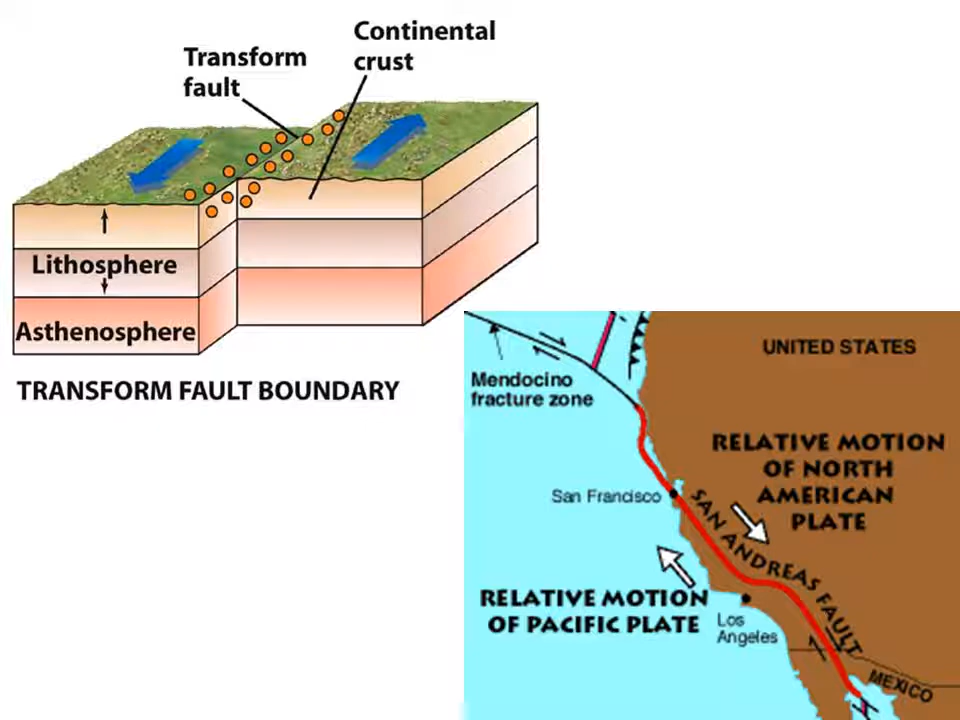 Continental
crust
Transform
fault
Lithosphere
Asthenosphere
TRANSFORM FAULT BOUNDARY
UNITED STATES
Mendocino
fracture zone
RELATIVE MOTION
OF NORTH
AMERICAN
PLATE
San Francisco
SAN ANDREAS FAULT
RELATIVE MOTION
OF PACIFIC PLATE
Los
Angeles
MEXICO